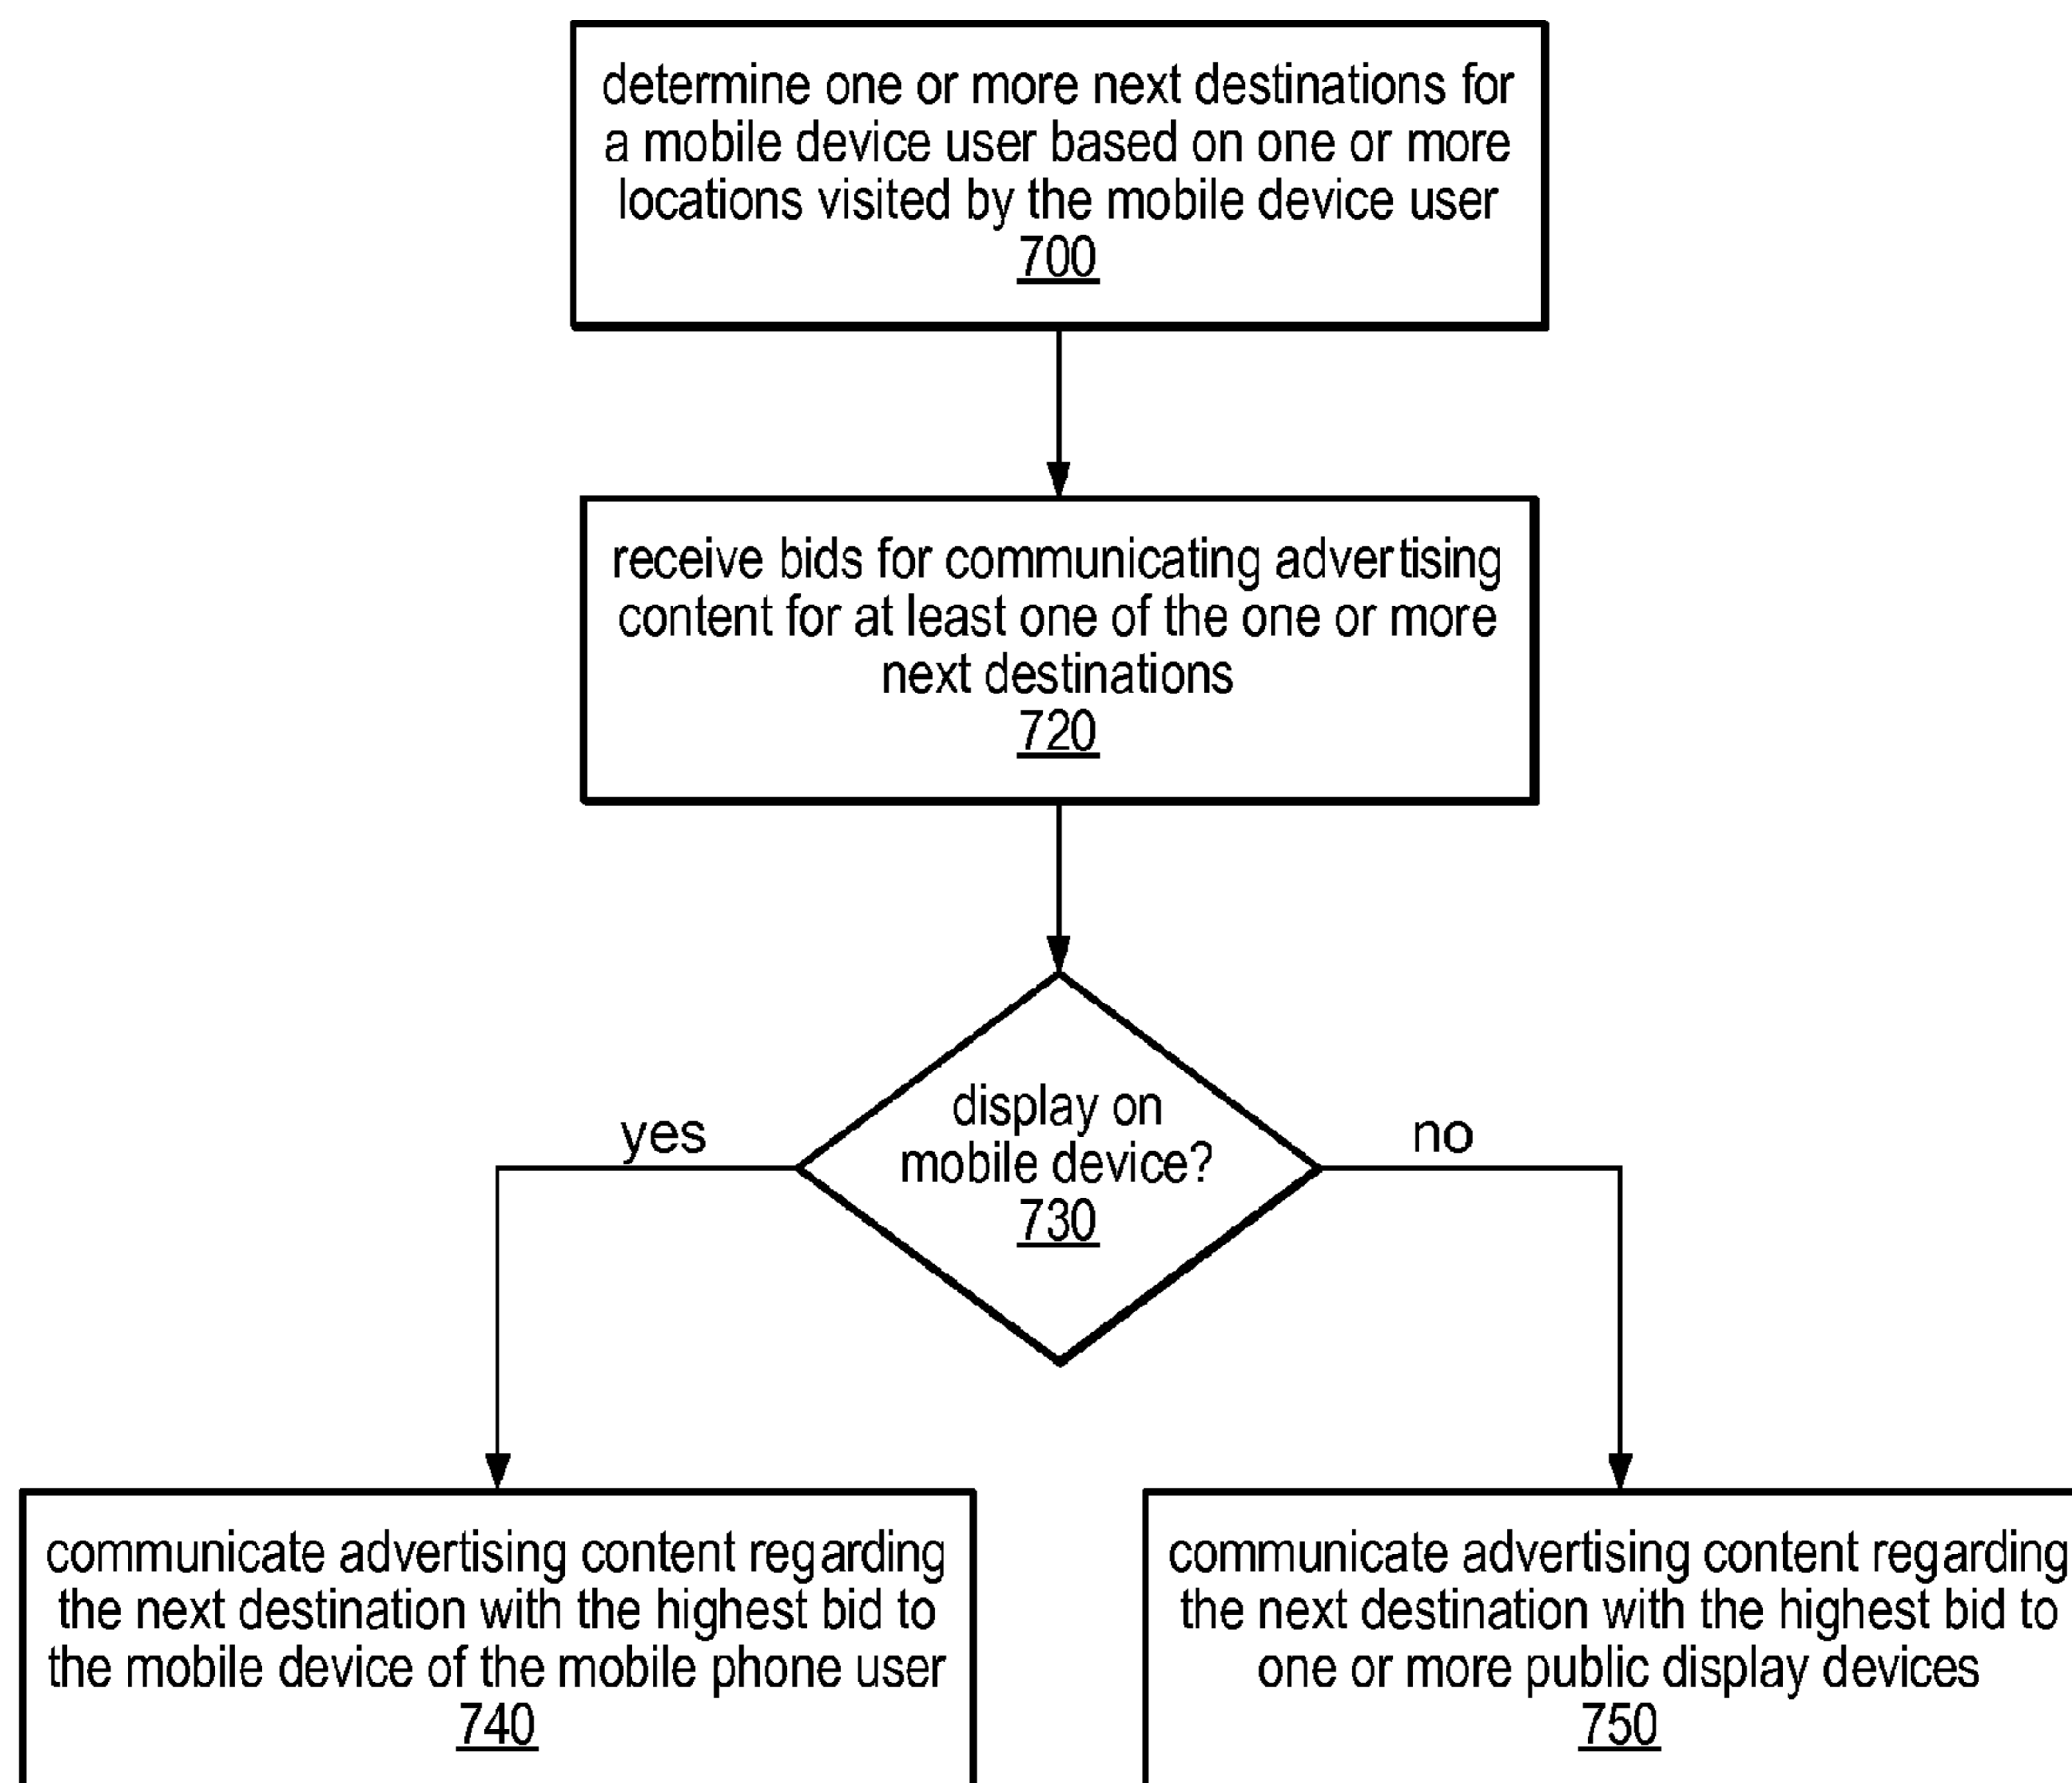 determine one or more next destinations for
a mobile device user based on one or more
locations visited by the mobile device user
700
receive bids for communicating advertising
content for at least one of the one or more
next destinations
720
display on
mobile device?
730
yes
no
communicate advertising content regarding
the next destination with the highest bid to
the mobile device of the mobile phone user
740
communicate advertising content regarding
the next destination with the highest bid to
one or more public display devices
750